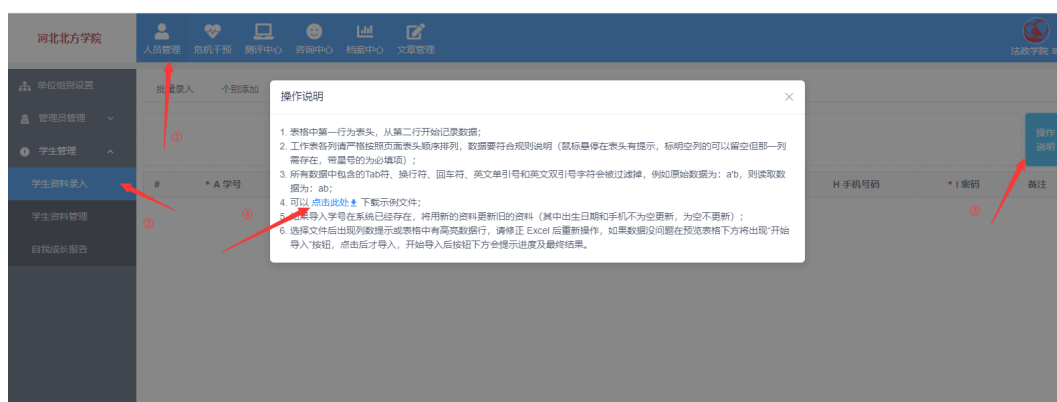 河北北方学院
人员管理 危机干预 测评中心 咨询中心 档案中心 文章管理
法政学院
单位组别设置
管理员管理
学生管理
学生资料录入
学生资料管理
自我成长报告
批量录入 个别添加
①
②
④
③
操作说明
1. 表格中第一行为表头，从第二行开始记录数据；
2. 工作表各列请严格按照页面表头顺序排列，数据要符合规则说明（鼠标悬停在表头有提示，标明空列的可以留空但那一列
需存在，带星号的为必填项）；
3. 所有数据中包含的Tab符、换行符、回车符、英文单引号和英文双引号字符会被过滤掉，例如原始数据为：a'b，则读取数
据为：ab；
4. 可以 点击此处 下载示例文件；
5. 如果导入学号在系统已经存在，将用新的资料更新旧的资料（其中出生日期和手机不为空更新，为空不更新）；
6. 选择文件后出现列数提示或表格中有高亮数据行，请修正 Excel 后重新操作，如果数据没问题在预览表格下方将出现“开始
导入”按钮，点击后才导入，开始导入后按钮下方会提示进度及最终结果。
操作
说明
# * A 学号 H 手机号码 * I 密码 备注